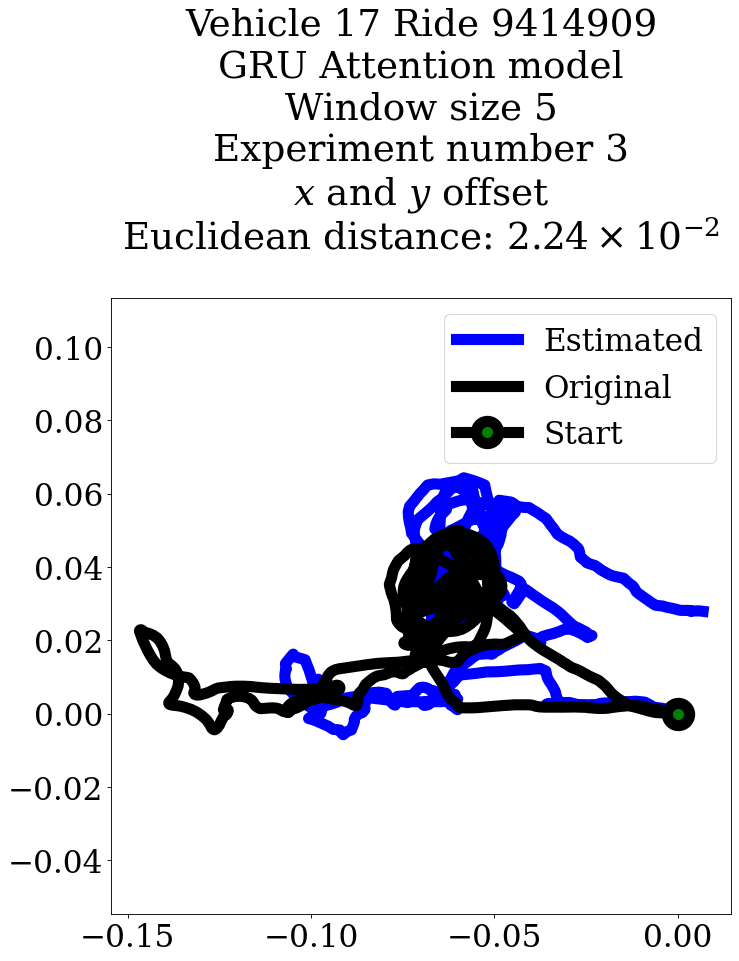 Vehicle 17 Ride 9414909
GRU Attention model
Window size 5
Experiment number 3
x and y offset
Euclidean distance: 2.24 × 10⁻²
Estimated
Original
Start
0.10
0.08
0.06
0.04
0.02
0.00
−0.02
−0.04
−0.15
−0.10
−0.05
0.00